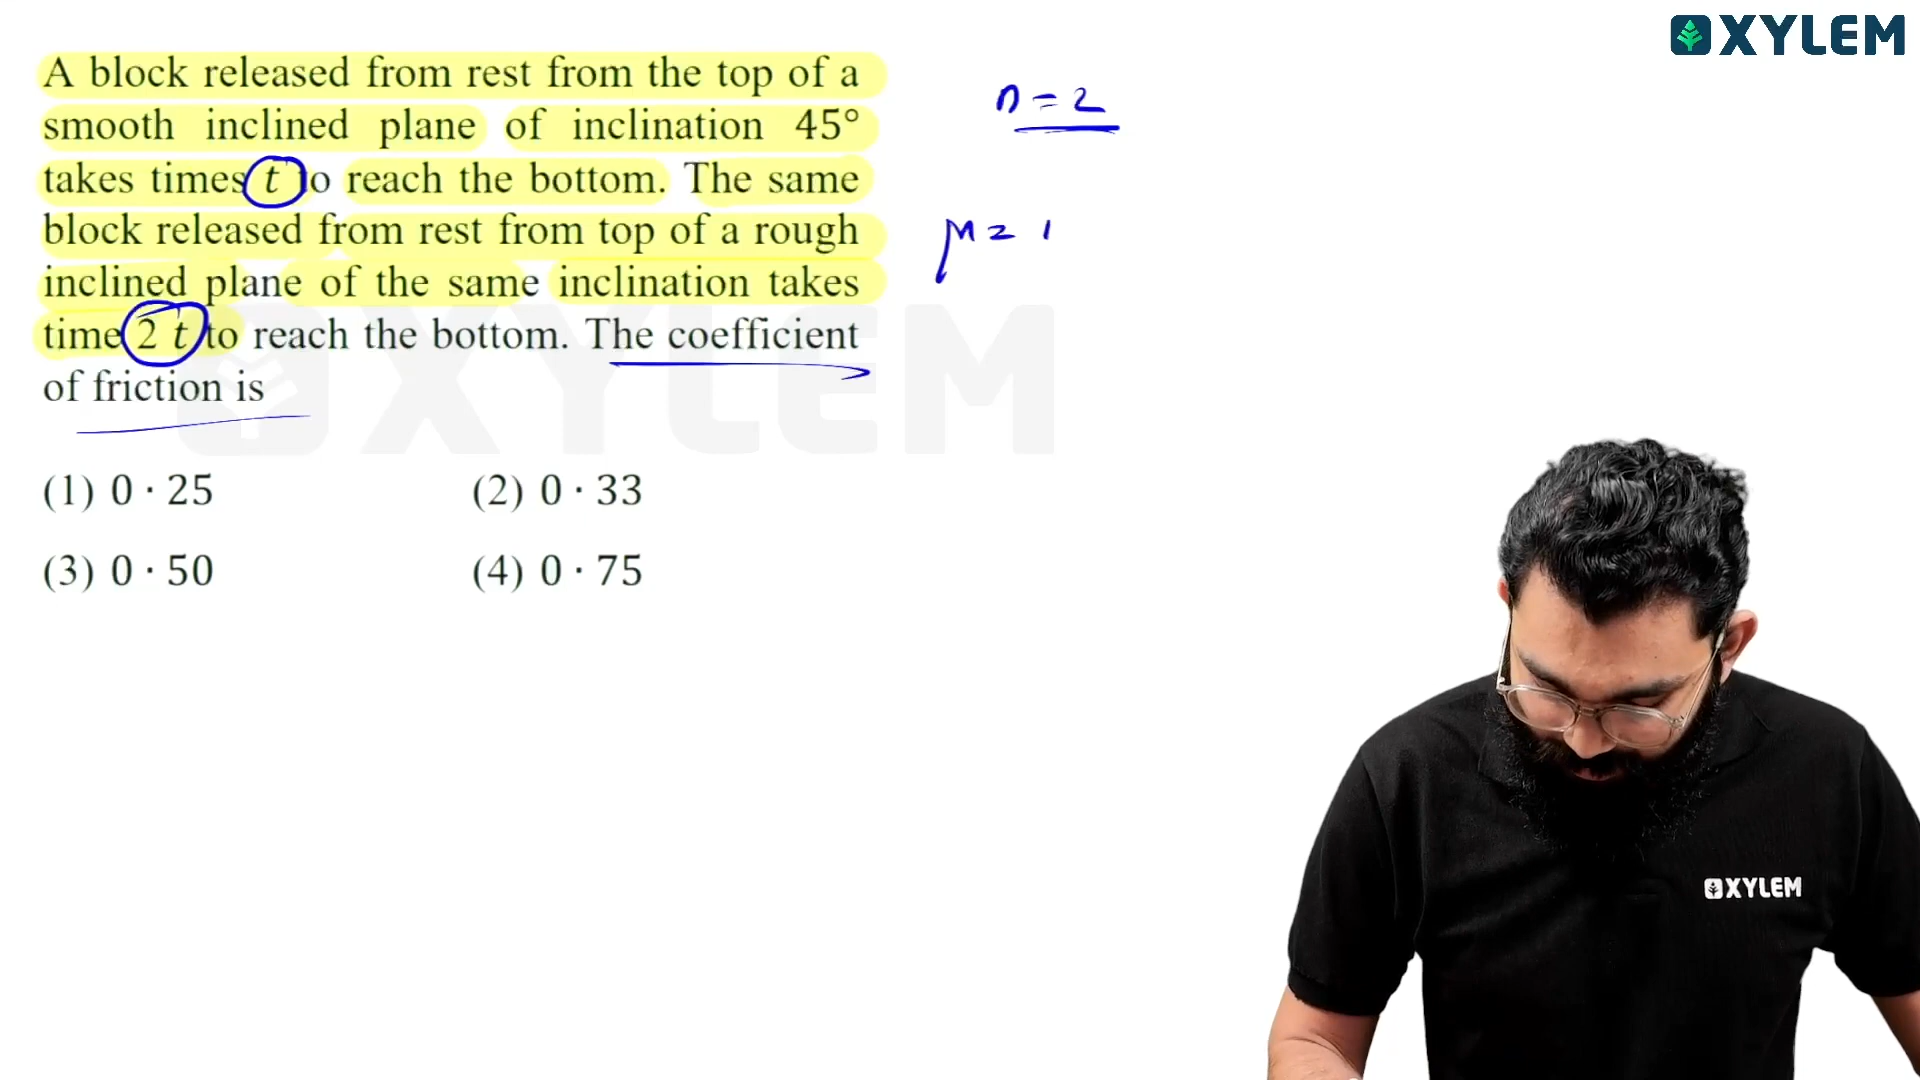 XYLEM
A block released from rest from the top of a
smooth inclined plane of inclination 45°
takes times t to reach the bottom. The same
block released from rest from top of a rough
inclined plane of the same inclination takes
time 2 t to reach the bottom. The coefficient
of friction is
(1) 0 · 25
(2) 0 · 33
(3) 0 · 50
(4) 0 · 75
n = 2
μ = 1
XYLEM
XYLEM